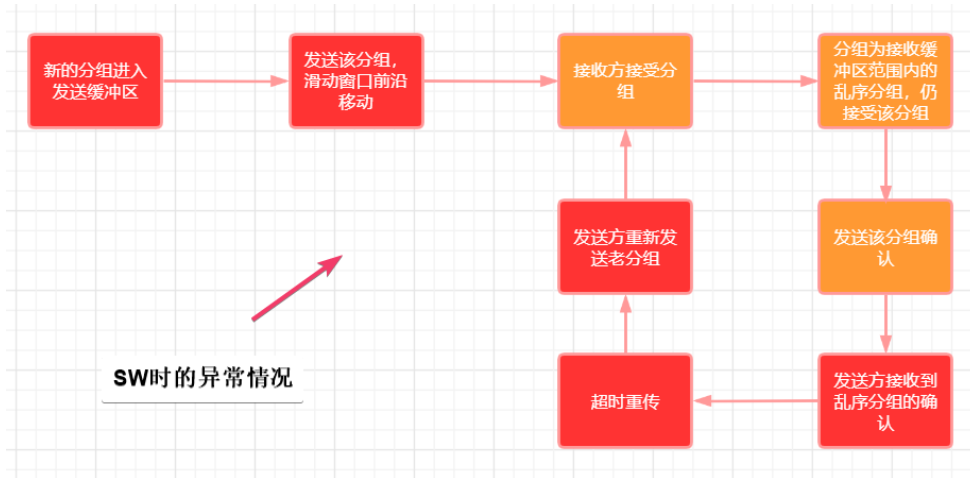 新的分组进入
发送缓冲区
发送该分组,
滑动窗口前沿
移动
接收方接受分
组
分组为接收缓
冲区范围内的
乱序分组，仍
接受该分组
发送方重新发
送老分组
发送该分组确
认
SW时的异常情况
超时重传
发送方接收到
乱序分组的确
认